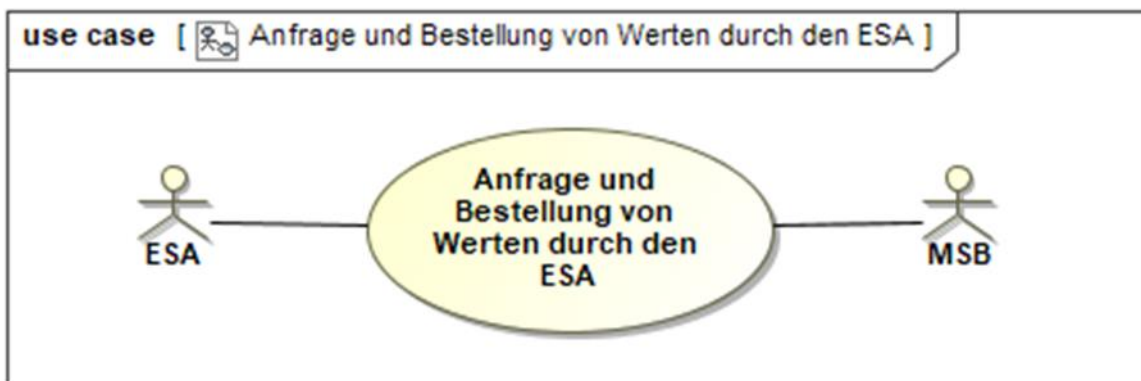 use case [ Anfrage und Bestellung von Werten durch den ESA ]
Anfrage und
Bestellung von
Werten durch den
ESA
ESA
MSB